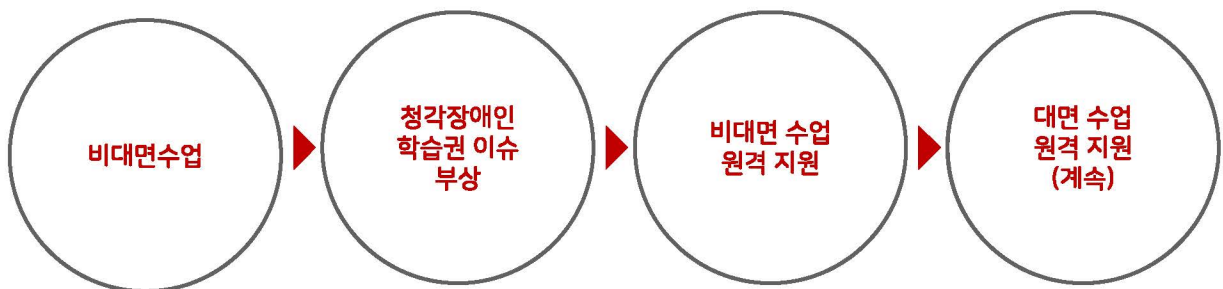 비대면수업
청각장애인
학습권 이슈
부상
비대면 수업
원격 지원
대면 수업
원격 지원
(계속)